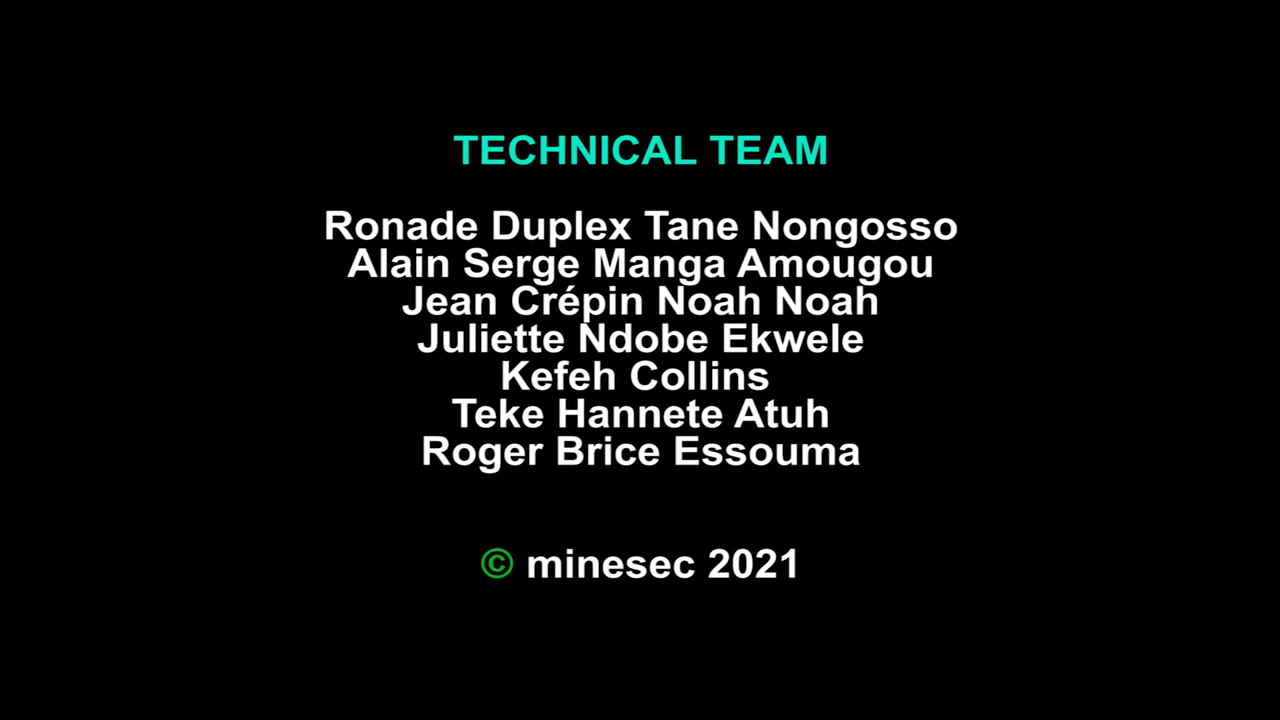 TECHNICAL TEAM
Ronade Duplex Tane Nongosso
Alain Serge Manga Amougou
Jean Crépin Noah Noah
Juliette Ndobe Ekwele
Kefeh Collins
Teke Hannete Atuh
Roger Brice Essouma
© minesec 2021